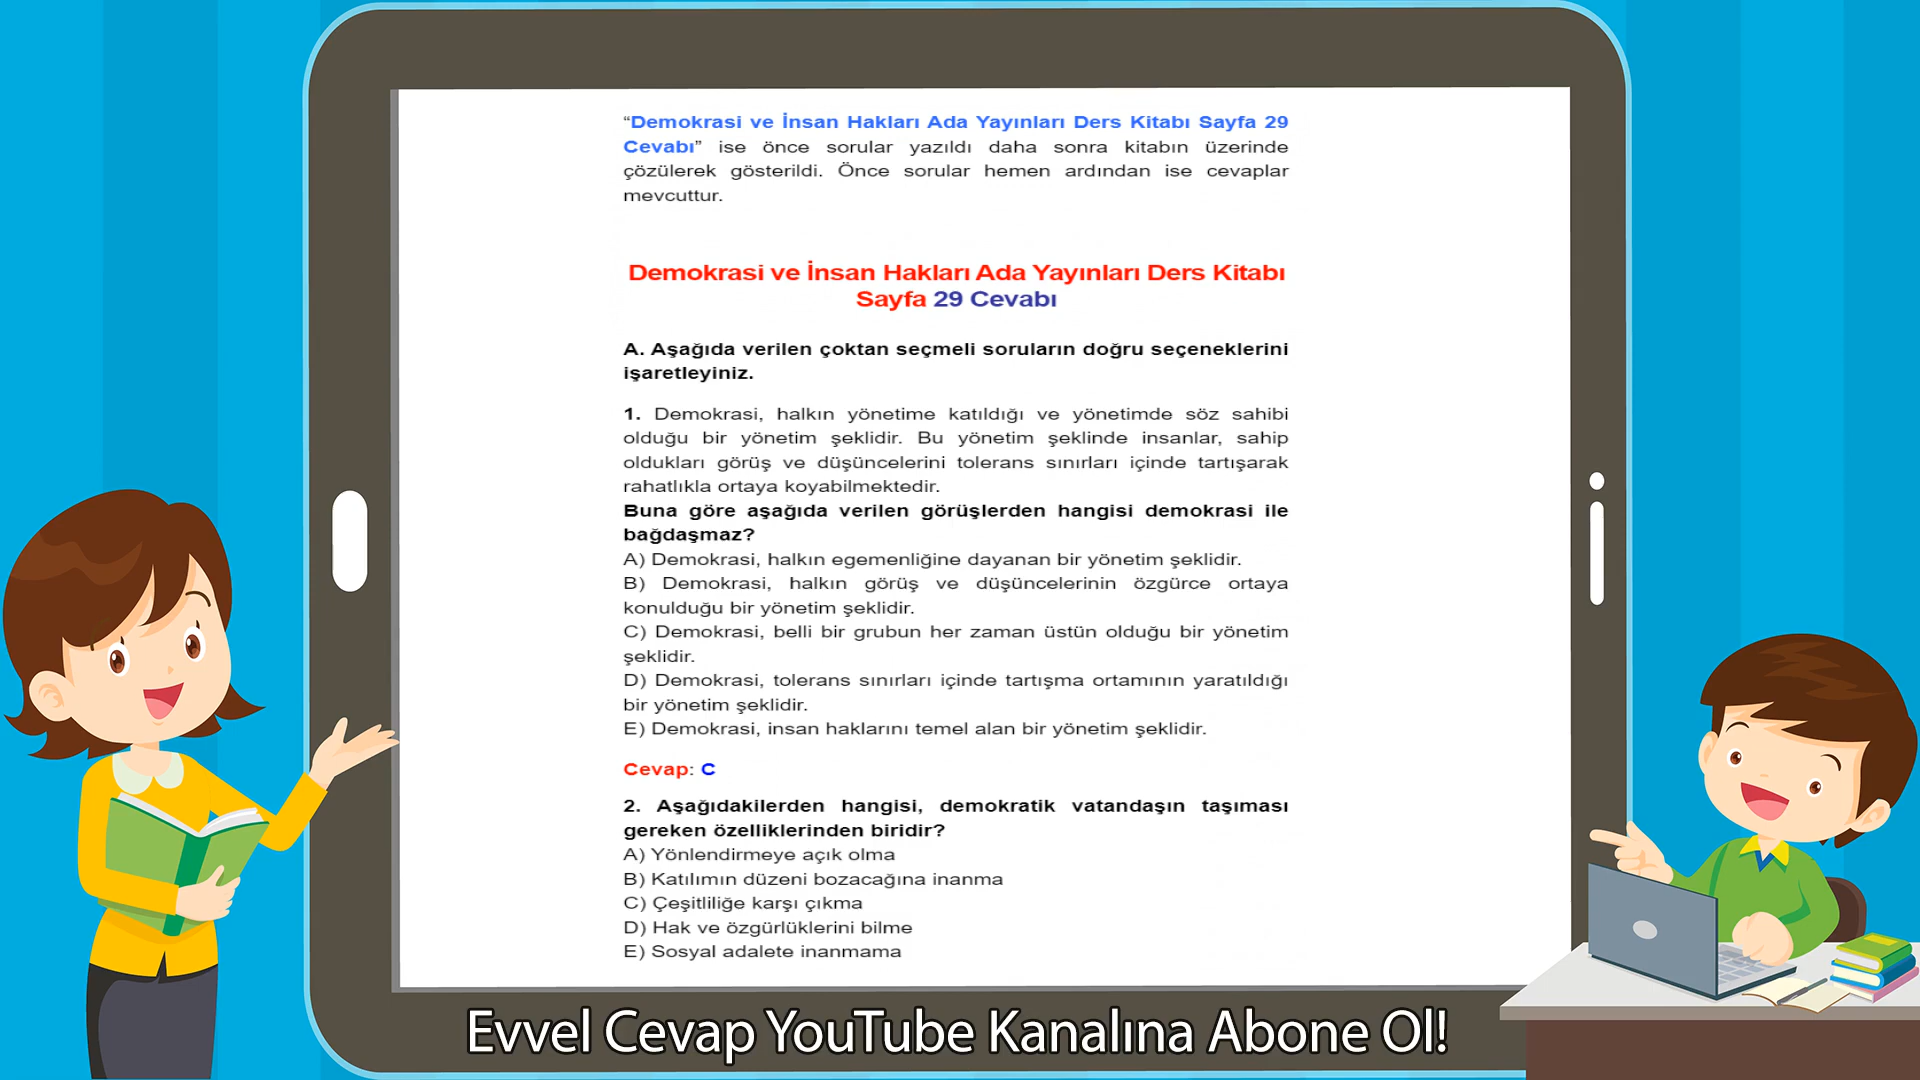 “Demokrasi ve İnsan Hakları Ada Yayınları Ders Kitabı Sayfa 29
Cevabı” ise önce sorular yazıldı daha sonra kitabın üzerinde
çözülerek gösterildi. Önce sorular hemen ardından ise cevaplar
mevcuttur.
Demokrasi ve İnsan Hakları Ada Yayınları Ders Kitabı
Sayfa 29 Cevabı
A. Aşağıda verilen çoktan seçmeli soruların doğru seçeneklerini
işaretleyiniz.
1. Demokrasi, halkın yönetime katıldığı ve yönetimde söz sahibi
olduğu bir yönetim şeklidir. Bu yönetim şeklinde insanlar, sahip
oldukları görüş ve düşüncelerini tolerans sınırları içinde tartışarak
rahatlıkla ortaya koyabilmektedir.
Buna göre aşağıda verilen görüşlerden hangisi demokrasi ile
bağdaşmaz?
A) Demokrasi, halkın egemenliğine dayanan bir yönetim şeklidir.
B) Demokrasi, halkın görüş ve düşüncelerinin özgürce ortaya
konulduğu bir yönetim şeklidir.
C) Demokrasi, belli bir grubun her zaman üstün olduğu bir yönetim
şeklidir.
D) Demokrasi, tolerans sınırları içinde tartışma ortamının yaratıldığı
bir yönetim şeklidir.
E) Demokrasi, insan haklarını temel alan bir yönetim şeklidir.
Cevap: C
2. Aşağıdakilerden hangisi, demokratik vatandaşın taşıması
gereken özelliklerinden biridir?
A) Yönlendirmeye açık olma
B) Katılımın düzeni bozacağına inanma
C) Çeşitliliğe karşı çıkma
D) Hak ve özgürlüklerini bilme
E) Sosyal adalete inanmama
Evvel Cevap YouTube Kanalına Abone Ol!